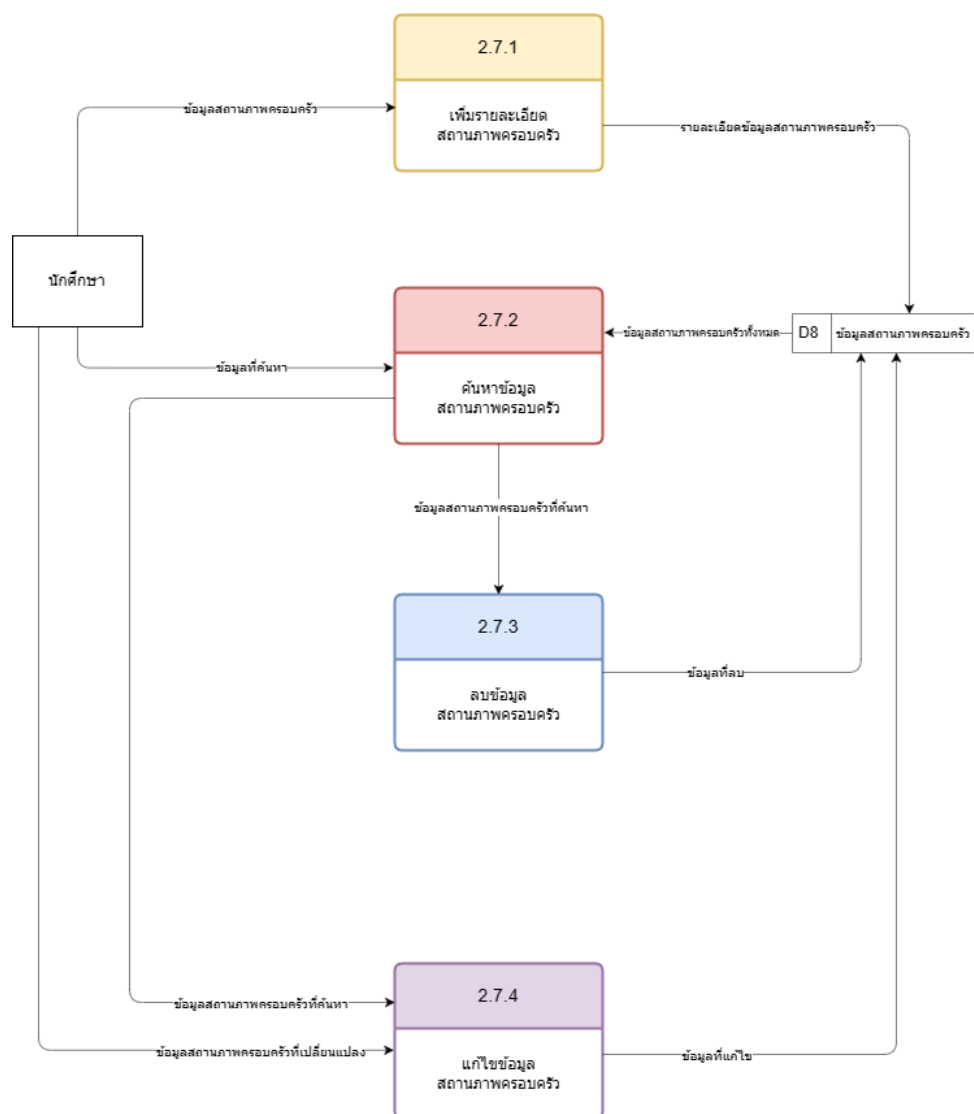 2.7.1
เพิ่มรายละเอียด
สถานภาพครอบครัว
ข้อมูลสถานภาพครอบครัว
รายละเอียดข้อมูลสถานภาพครอบครัว
นักศึกษา
2.7.2
ข้อมูลสถานภาพครอบครัวทั้งหมด
D8
ข้อมูลสถานภาพครอบครัว
ข้อมูลที่ค้นหา
ค้นหาข้อมูล
สถานภาพครอบครัว
ข้อมูลสถานภาพครอบครัวที่ค้นหา
2.7.3
ลบข้อมูล
สถานภาพครอบครัว
ข้อมูลที่ลบ
2.7.4
ข้อมูลสถานภาพครอบครัวที่ค้นหา
ข้อมูลสถานภาพครอบครัวที่เปลี่ยนแปลง
แก้ไขข้อมูล
สถานภาพครอบครัว
ข้อมูลที่แก้ไข